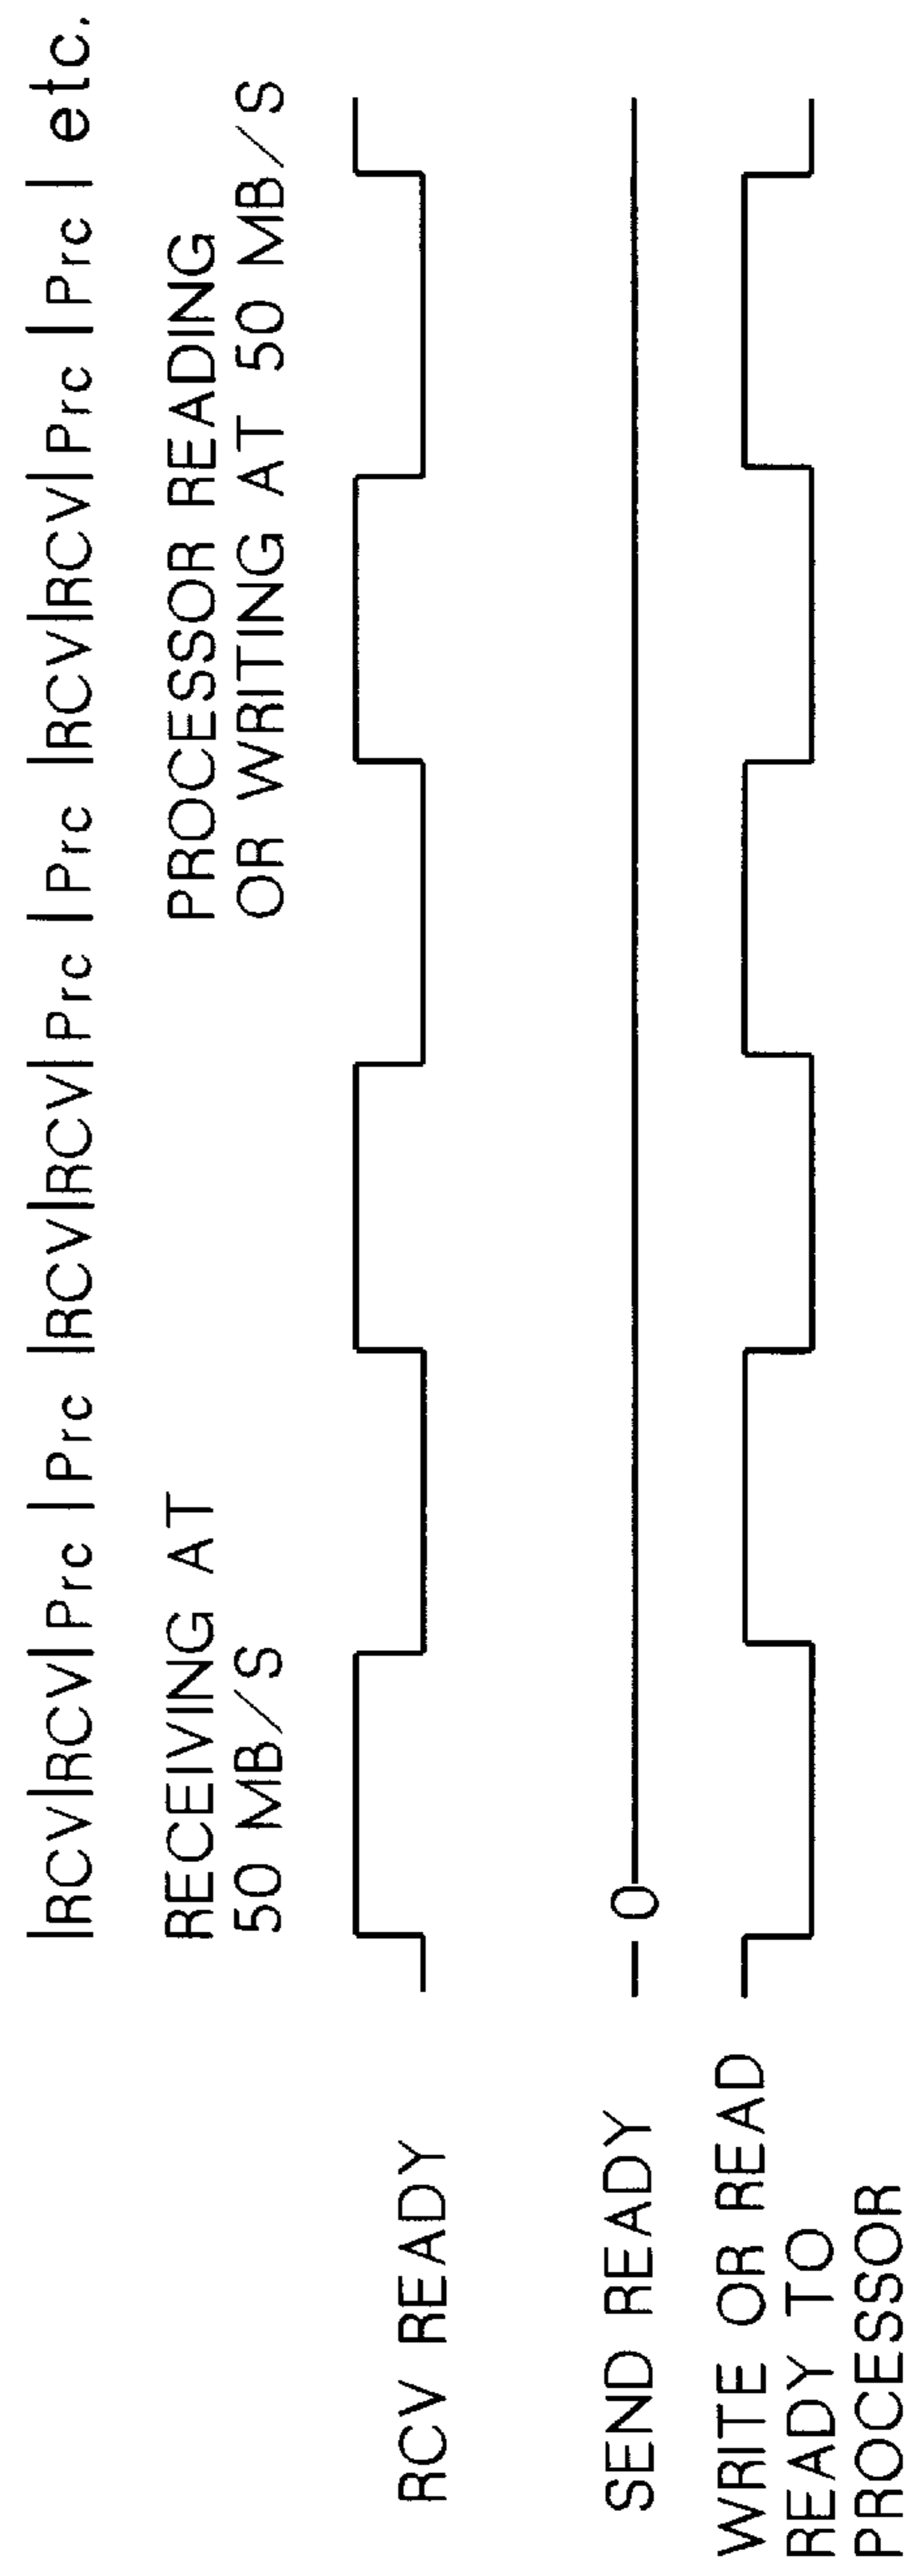 |RCV|RCV|Prc |Prc |RCV|RCV|Prc |Prc |RCV|RCV|Prc |Prc | etc.
RECEIVING AT
50 MB/S
PROCESSOR READING
OR WRITING AT 50 MB/S
RCV READY
SEND READY
0
WRITE OR READ
READY TO
PROCESSOR